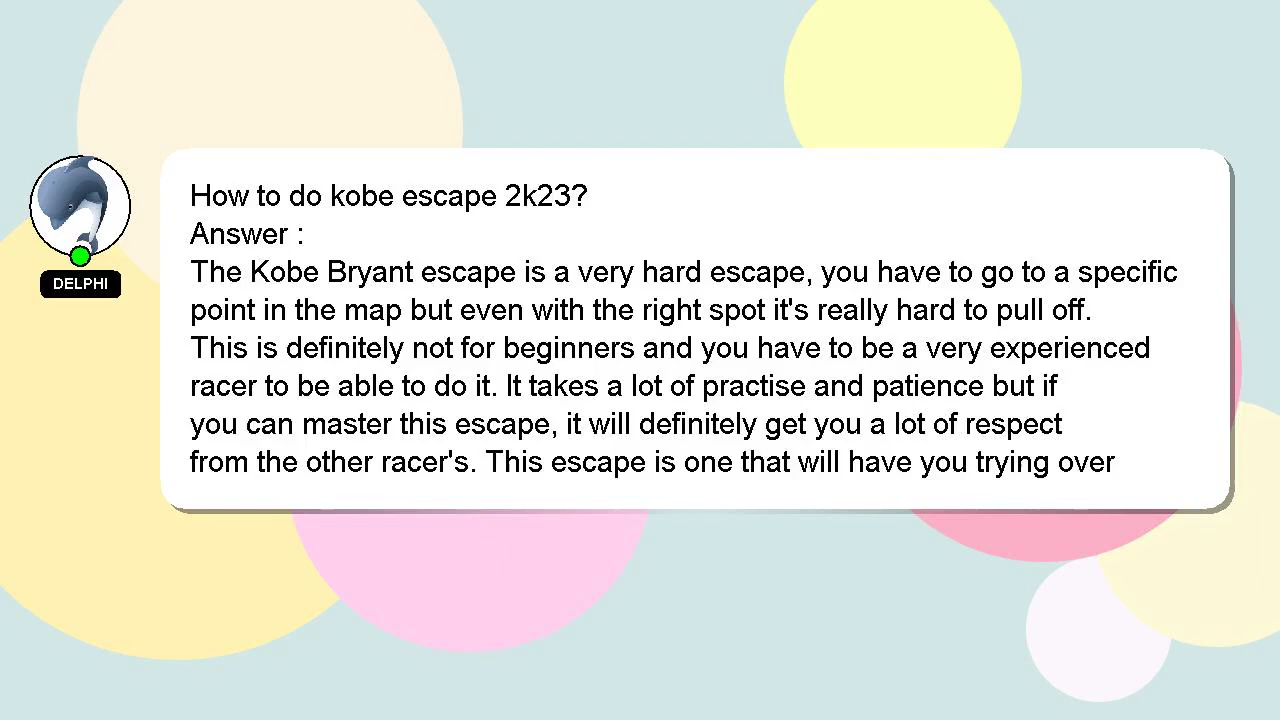 How to do kobe escape 2k23?
Answer :
The Kobe Bryant escape is a very hard escape, you have to go to a specific
point in the map but even with the right spot it's really hard to pull off.
This is definitely not for beginners and you have to be a very experienced
racer to be able to do it. It takes a lot of practise and patience but if
you can master this escape, it will definitely get you a lot of respect
from the other racer's. This escape is one that will have you trying over
DELPHI